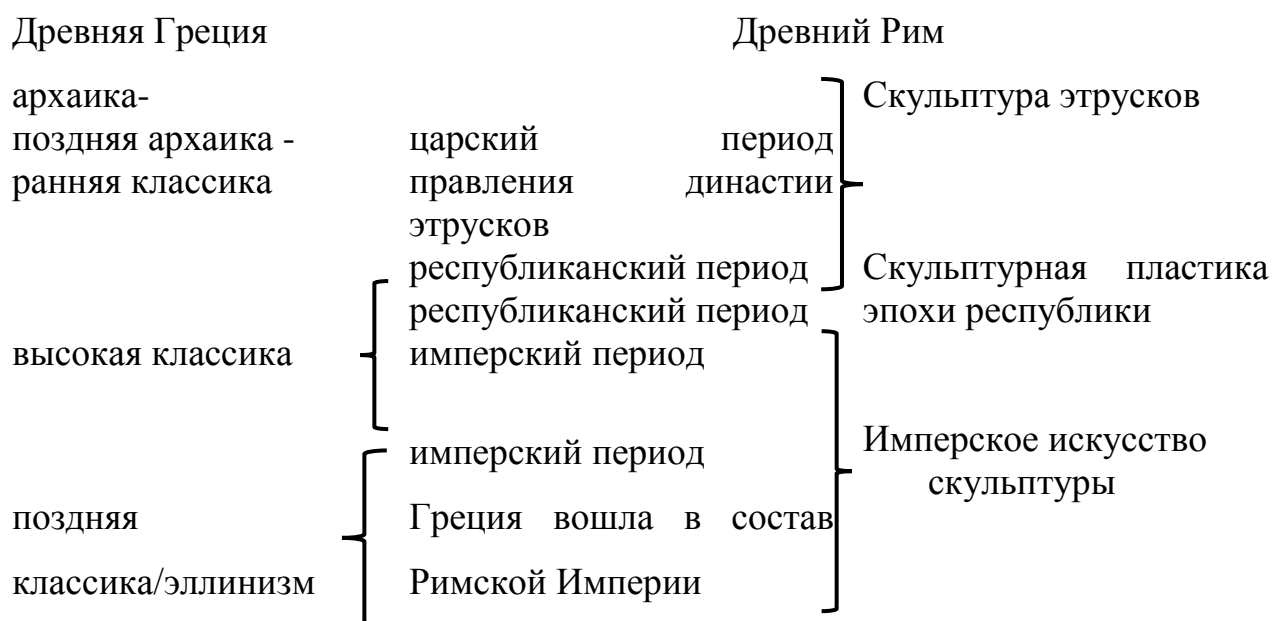 Древняя Греция Древний Рим
архаика- Скульптура этрусков
поздняя архаика - царский период
ранняя классика правления династии
этрусков
республиканский период Скульптурная пластика
республиканский период эпохи республики
высокая классика имперский период
Имперское искусство
имперский период
скульптуры
поздняя Греция вошла в состав
классика/эллинизм Римской Империи